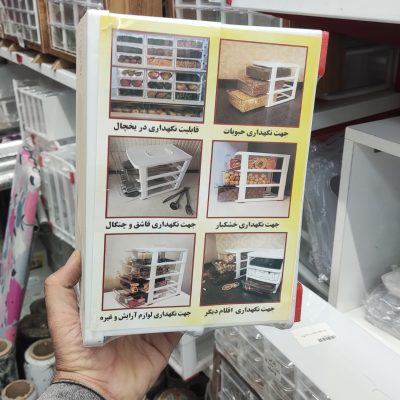 جهت نگهداری حبوبات
قابلیت نگهداری در یخچال
جهت نگهداری خشکبار
جهت نگهداری قاشق و چنگال
جهت نگهداری اقلام دیگر
جهت نگهداری لوازم آرایش و غیره